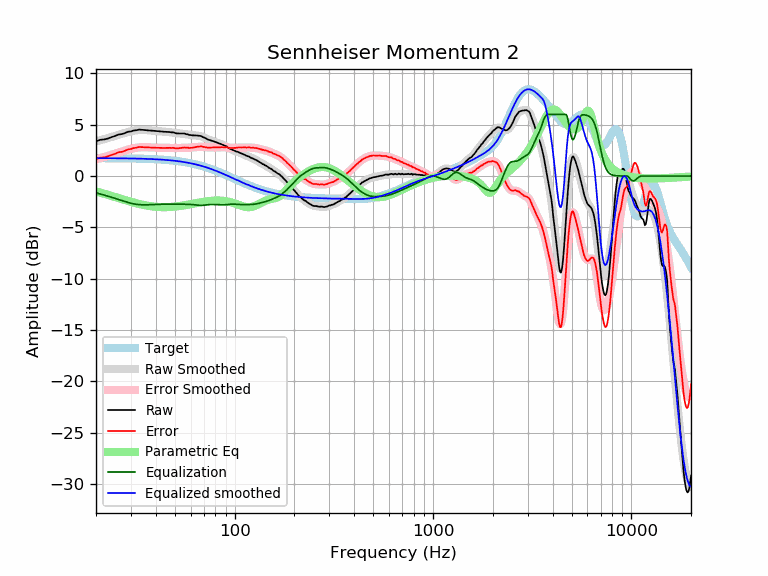 Sennheiser Momentum 2
10
5
0
−5
−10
−15
−20
−25
−30
Amplitude (dBr)
Target
Raw Smoothed
Error Smoothed
Raw
Error
Parametric Eq
Equalization
Equalized smoothed
100
1000
10000
Frequency (Hz)